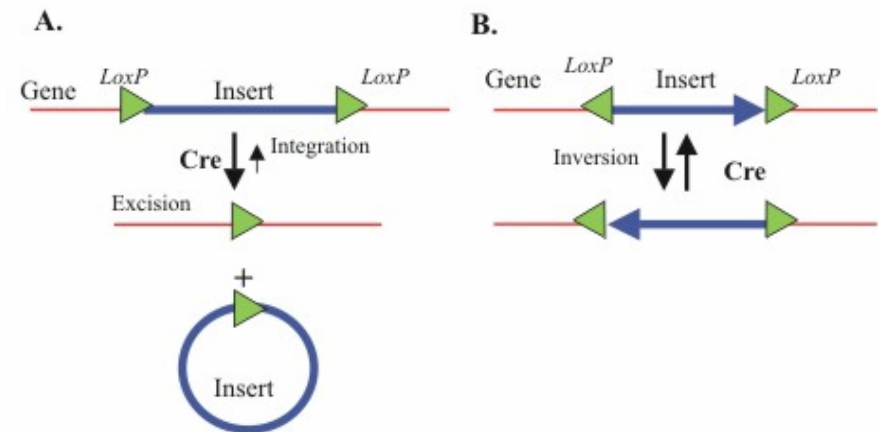 A.
Gene LoxP Insert LoxP
Cre Integration
Excision
+
Insert
B.
Gene LoxP Insert LoxP
Inversion Cre